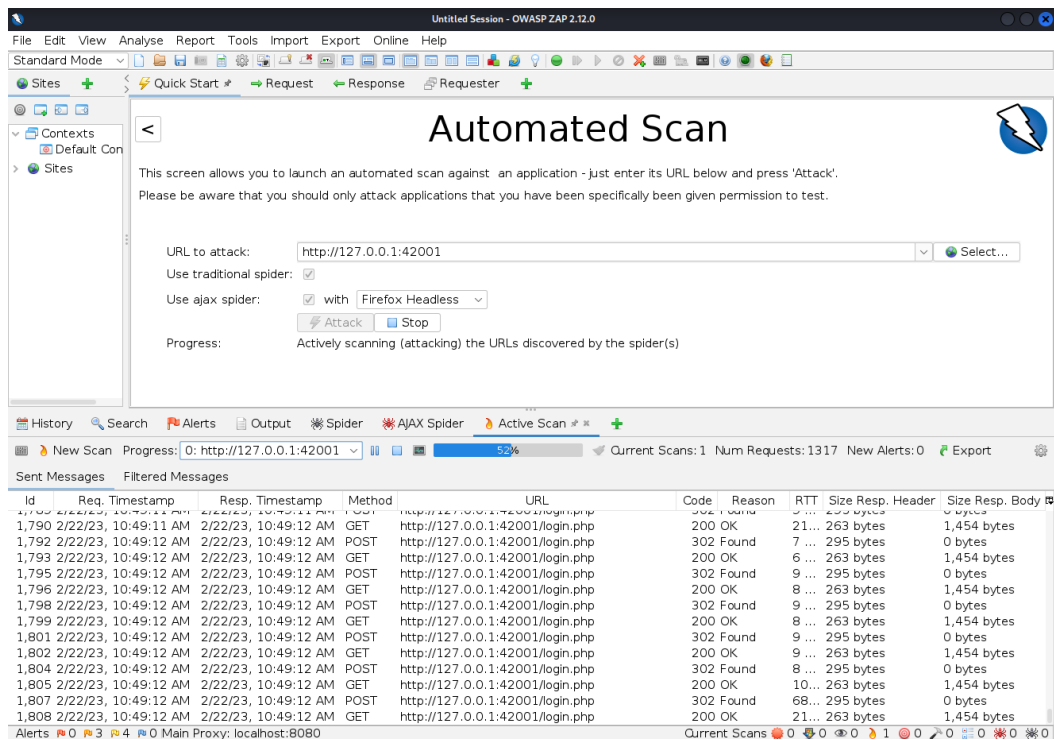 Untitled Session - OWASP ZAP 2.12.0
File Edit View Analyse Report Tools Import Export Online Help
Standard Mode
Sites Quick Start Request Response Requester
Contexts
Default Con
Sites
<
Automated Scan
This screen allows you to launch an automated scan against an application - just enter its URL below and press 'Attack'.
Please be aware that you should only attack applications that you have been specifically been given permission to test.
URL to attack: http://127.0.0.1:42001 Select...
Use traditional spider:
Use ajax spider: with Firefox Headless
Attack Stop
Progress: Actively scanning (attacking) the URLs discovered by the spider(s)
History Search Alerts Output Spider AJAX Spider Active Scan
New Scan Progress: 0: http://127.0.0.1:42001 52% Current Scans: 1 Num Requests: 1317 New Alerts: 0 Export
Sent Messages Filtered Messages
Id Req. Timestamp Resp. Timestamp Method URL Code Reason RTT Size Resp. Header Size Resp. Body
1,790 2/22/23, 10:49:11 AM 2/22/23, 10:49:12 AM GET http://127.0.0.1:42001/login.php 200 OK 21... 263 bytes 1,454 bytes
1,792 2/22/23, 10:49:12 AM 2/22/23, 10:49:12 AM POST http://127.0.0.1:42001/login.php 302 Found 7 ... 295 bytes 0 bytes
1,793 2/22/23, 10:49:12 AM 2/22/23, 10:49:12 AM GET http://127.0.0.1:42001/login.php 200 OK 6 ... 263 bytes 1,454 bytes
1,795 2/22/23, 10:49:12 AM 2/22/23, 10:49:12 AM POST http://127.0.0.1:42001/login.php 302 Found 9 ... 295 bytes 0 bytes
1,796 2/22/23, 10:49:12 AM 2/22/23, 10:49:12 AM GET http://127.0.0.1:42001/login.php 200 OK 8 ... 263 bytes 1,454 bytes
1,798 2/22/23, 10:49:12 AM 2/22/23, 10:49:12 AM POST http://127.0.0.1:42001/login.php 302 Found 9 ... 295 bytes 0 bytes
1,799 2/22/23, 10:49:12 AM 2/22/23, 10:49:12 AM GET http://127.0.0.1:42001/login.php 200 OK 8 ... 263 bytes 1,454 bytes
1,801 2/22/23, 10:49:12 AM 2/22/23, 10:49:12 AM POST http://127.0.0.1:42001/login.php 302 Found 9 ... 295 bytes 0 bytes
1,802 2/22/23, 10:49:12 AM 2/22/23, 10:49:12 AM GET http://127.0.0.1:42001/login.php 200 OK 9 ... 263 bytes 1,454 bytes
1,804 2/22/23, 10:49:12 AM 2/22/23, 10:49:12 AM POST http://127.0.0.1:42001/login.php 302 Found 8 ... 295 bytes 0 bytes
1,805 2/22/23, 10:49:12 AM 2/22/23, 10:49:12 AM GET http://127.0.0.1:42001/login.php 200 OK 10... 263 bytes 1,454 bytes
1,807 2/22/23, 10:49:12 AM 2/22/23, 10:49:12 AM POST http://127.0.0.1:42001/login.php 302 Found 68... 295 bytes 0 bytes
1,808 2/22/23, 10:49:12 AM 2/22/23, 10:49:12 AM GET http://127.0.0.1:42001/login.php 200 OK 21... 263 bytes 1,454 bytes
Alerts 0 3 4 0 Main Proxy: localhost:8080 Current Scans 0 0 0 1 0 0 0 0 0